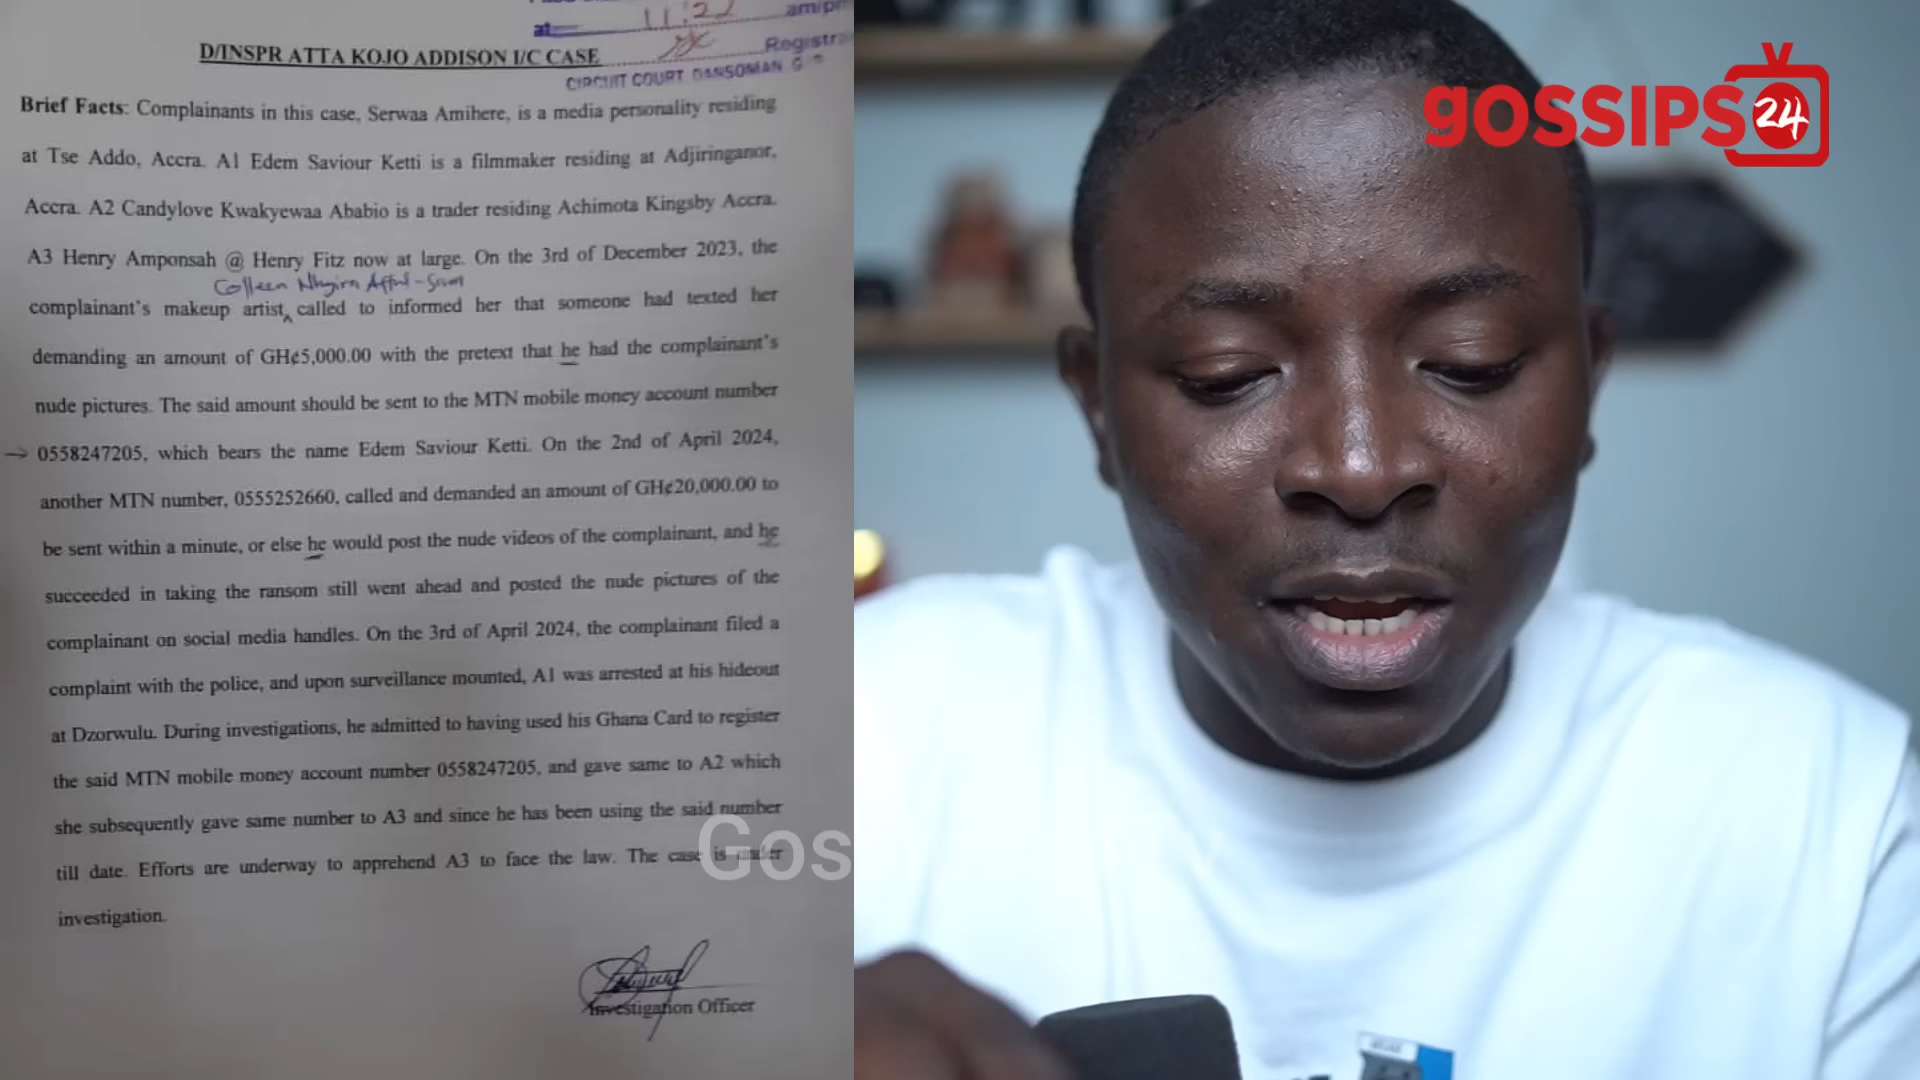 at 11:22 am/pm
Registrar
D/INSPR ATTA KOJO ADDISON I/C CASE
CIRCUIT COURT DANSOMAN
Brief Facts: Complainants in this case, Serwaa Amihere, is a media personality residing
at Tse Addo, Accra. A1 Edem Saviour Ketti is a filmmaker residing at Adjiringanor,
Accra. A2 Candylove Kwakyewaa Ababio is a trader residing Achimota Kingsby Accra.
A3 Henry Amponsah @ Henry Fitz now at large. On the 3rd of December 2023, the
Colleen
complainant's makeup artist, called to informed her that someone had texted her
demanding an amount of GH¢5,000.00 with the pretext that he had the complainant's
nude pictures. The said amount should be sent to the MTN mobile money account number
→ 0558247205, which bears the name Edem Saviour Ketti. On the 2nd of April 2024,
another MTN number, 0555252660, called and demanded an amount of GH¢20,000.00 to
be sent within a minute, or else he would post the nude videos of the complainant, and he
succeeded in taking the ransom still went ahead and posted the nude pictures of the
complainant on social media handles. On the 3rd of April 2024, the complainant filed a
complaint with the police, and upon surveillance mounted, A1 was arrested at his hideout
at Dzorwulu. During investigations, he admitted to having used his Ghana Card to register
the said MTN mobile money account number 0558247205, and gave same to A2 which
she subsequently gave same number to A3 and since he has been using the said number
till date. Efforts are underway to apprehend A3 to face the law. The case is under
investigation.
Investigation Officer
Gos
gOSSIPS 24